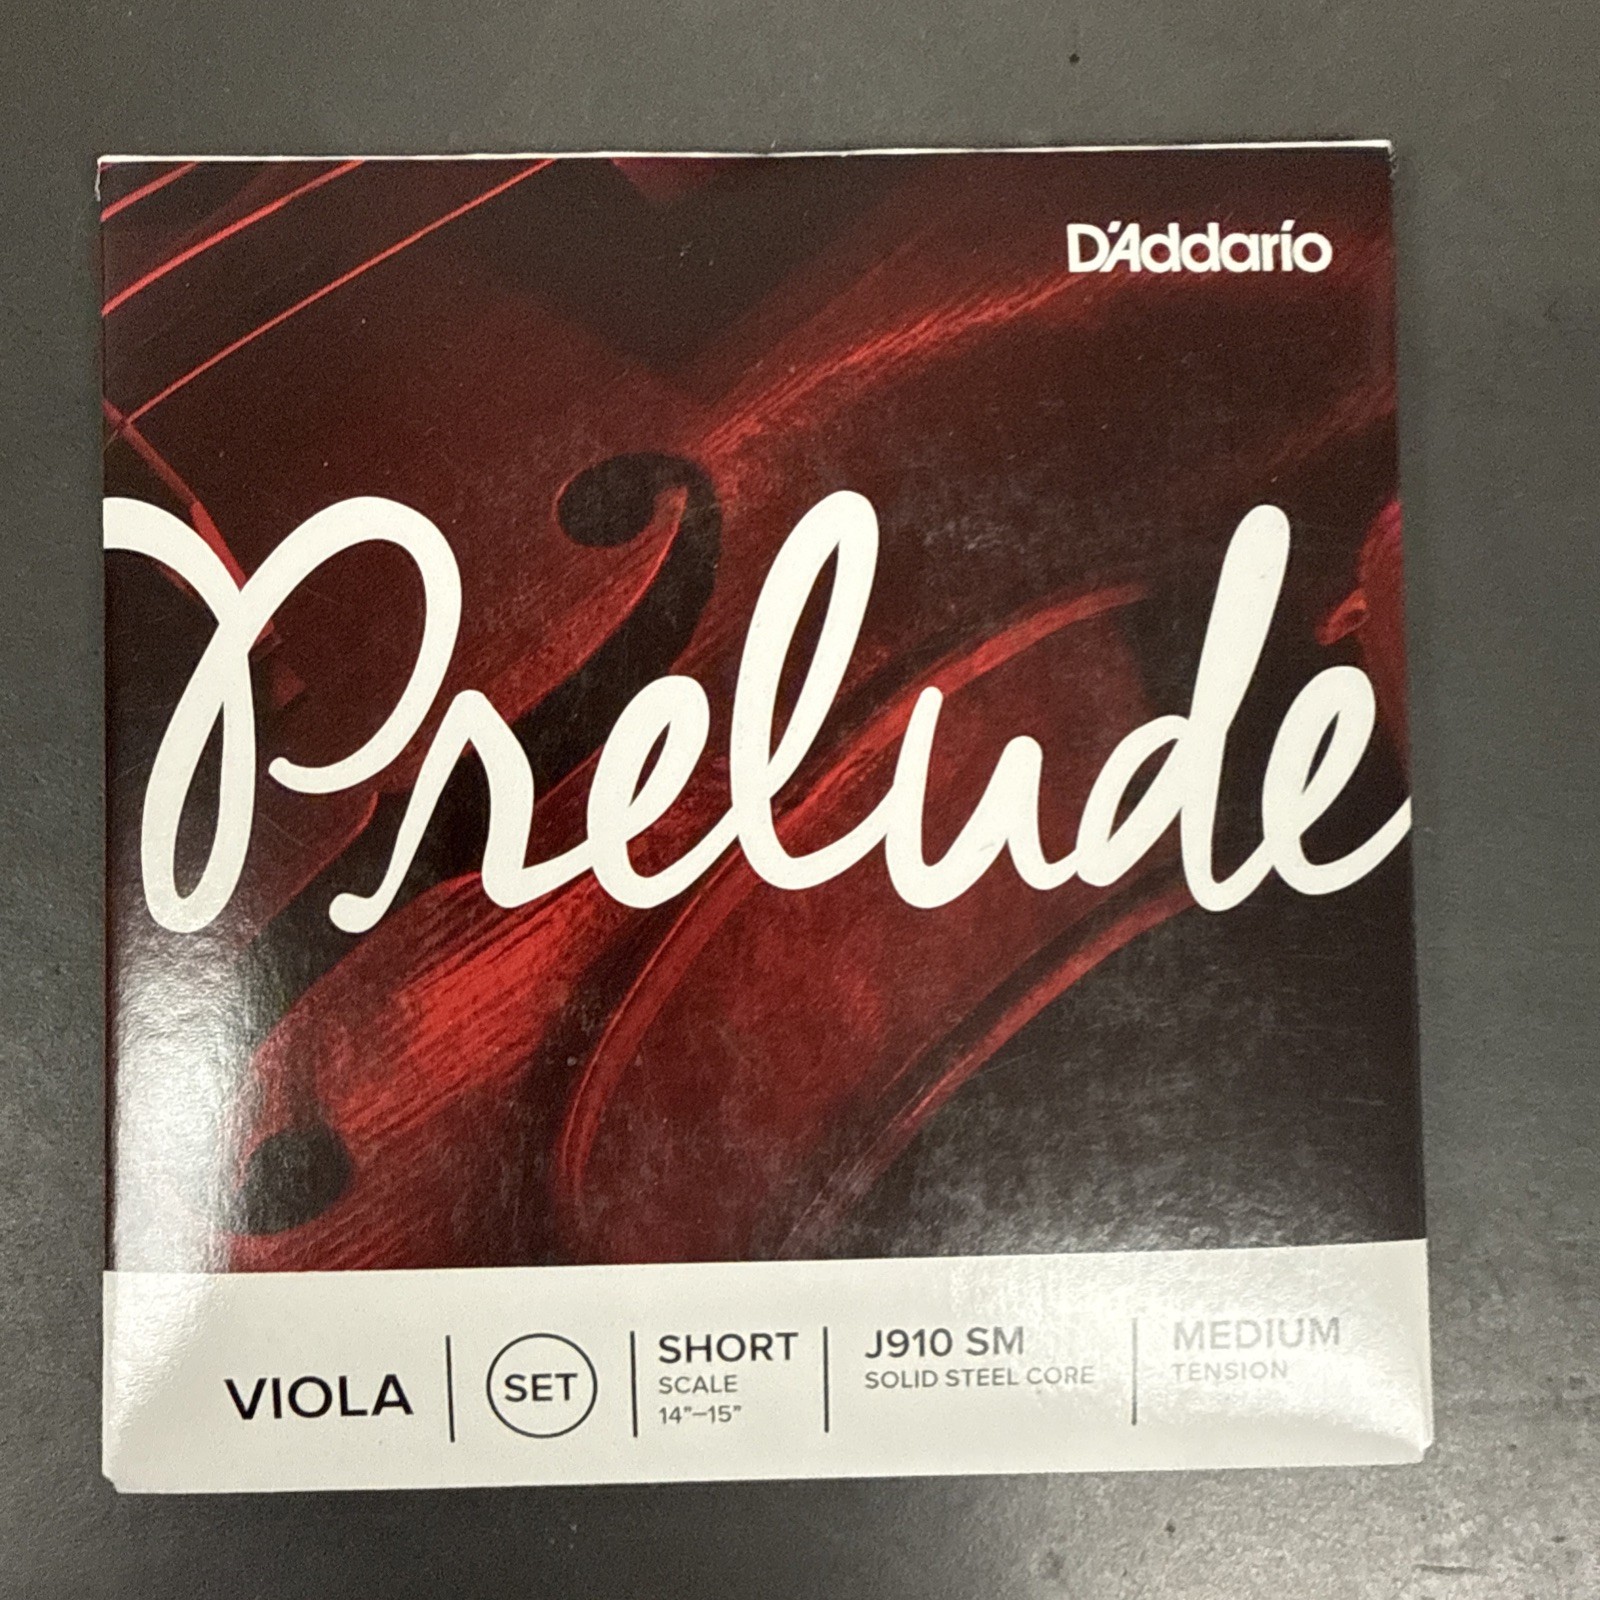 D'Addario
Prelude
VIOLA
SET
SHORT
SCALE
14"–15"
J910 SM
SOLID STEEL CORE
MEDIUM
TENSION